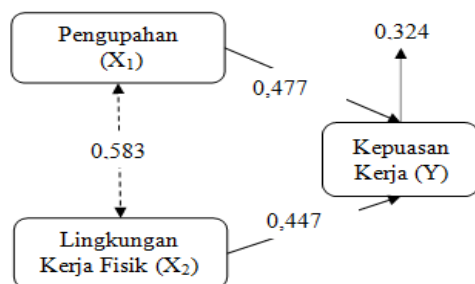 Pengupahan
(X₁)
0.324
0,477
0.583
Kepuasan
Kerja (Y)
0,447
Lingkungan
Kerja Fisik (X₂)